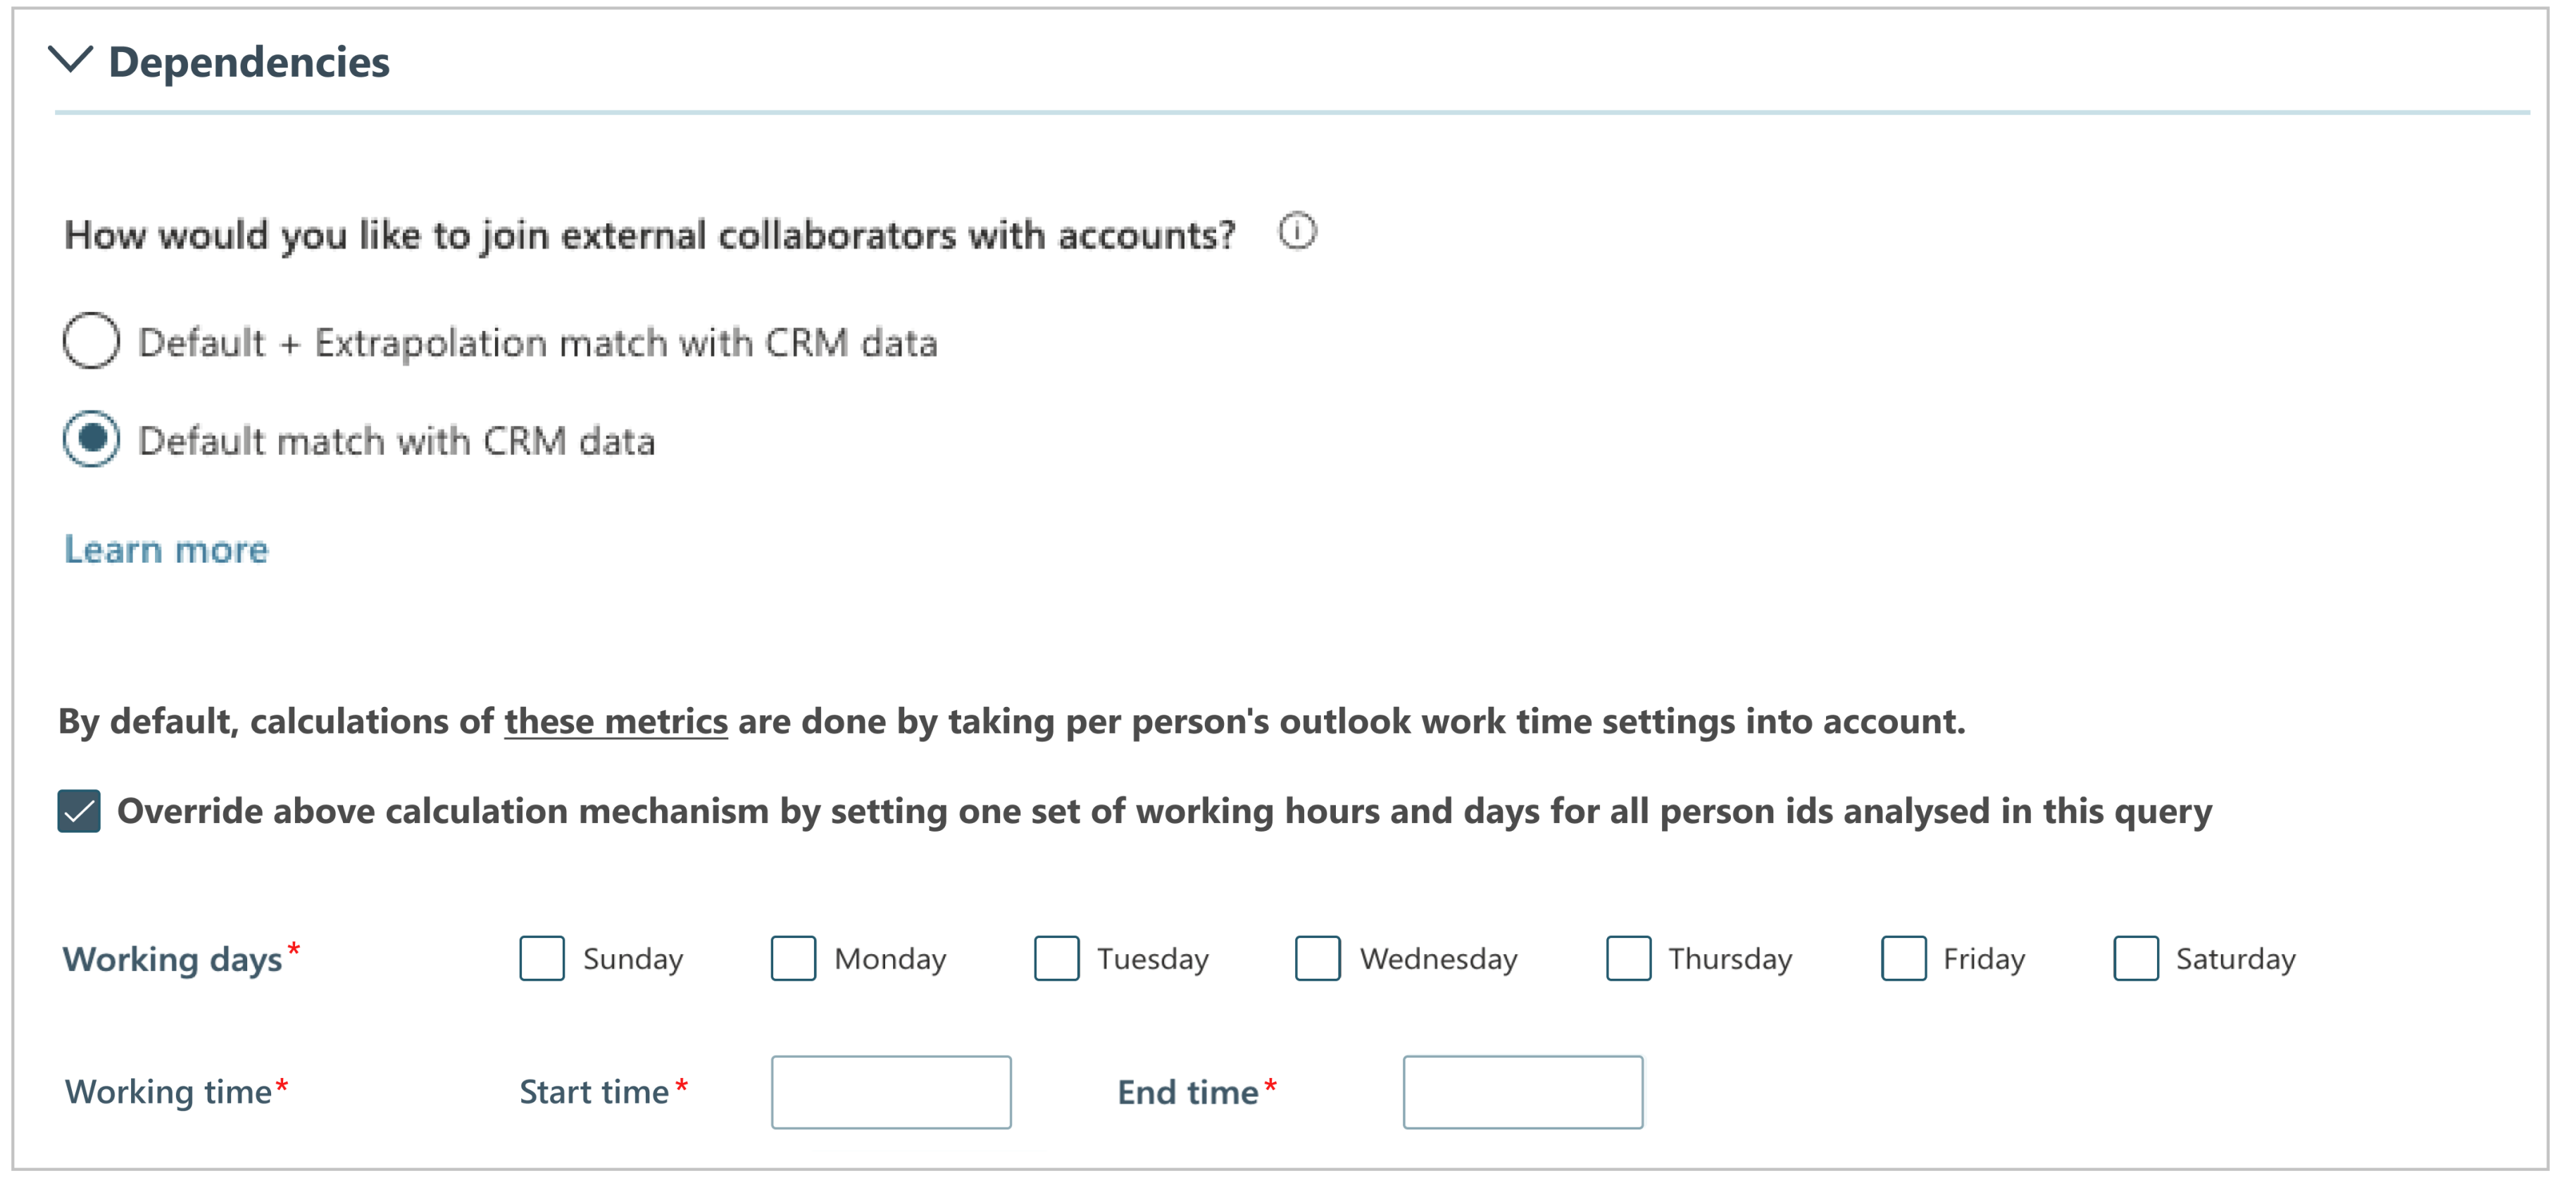 Dependencies
How would you like to join external collaborators with accounts?
Default + Extrapolation match with CRM data
Default match with CRM data
Learn more
By default, calculations of these metrics are done by taking per person's outlook work time settings into account.
Override above calculation mechanism by setting one set of working hours and days for all person ids analysed in this query
Working days* Sunday Monday Tuesday Wednesday Thursday Friday Saturday
Working time* Start time* End time*